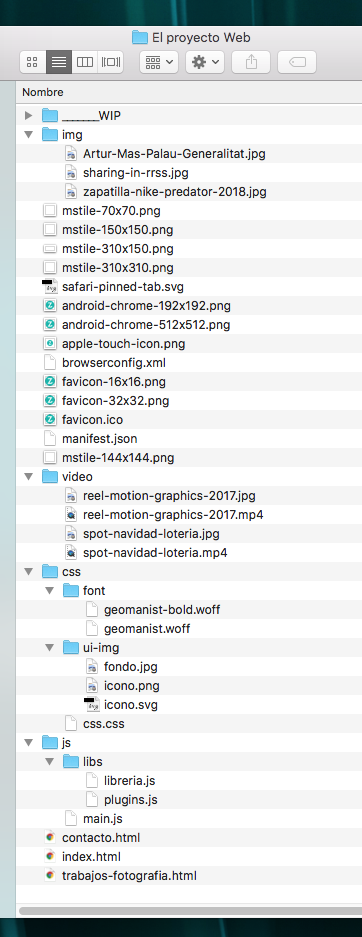 El proyecto Web
Nombre
______WIP
img
Artur-Mas-Palau-Generalitat.jpg
sharing-in-rrss.jpg
zapatilla-nike-predator-2018.jpg
mstile-70x70.png
mstile-150x150.png
mstile-310x150.png
mstile-310x310.png
safari-pinned-tab.svg
android-chrome-192x192.png
android-chrome-512x512.png
apple-touch-icon.png
browserconfig.xml
favicon-16x16.png
favicon-32x32.png
favicon.ico
manifest.json
mstile-144x144.png
video
reel-motion-graphics-2017.jpg
reel-motion-graphics-2017.mp4
spot-navidad-loteria.jpg
spot-navidad-loteria.mp4
css
font
geomanist-bold.woff
geomanist.woff
ui-img
fondo.jpg
icono.png
icono.svg
css.css
js
libs
libreria.js
plugins.js
main.js
contacto.html
index.html
trabajos-fotografia.html